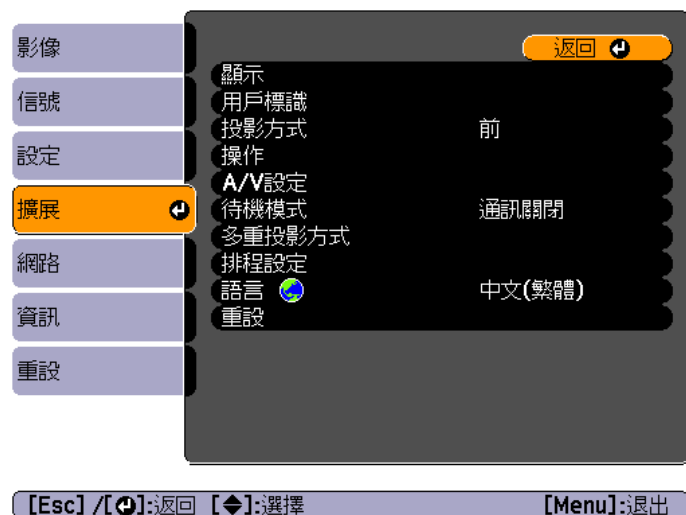 影像
信號
設定
擴展
網路
資訊
重設
返回
顯示
用戶標識
投影方式 前
操作
A/V設定
待機模式 通訊關閉
多重投影方式
排程設定
語言 中文(繁體)
重設
[Esc] /[ ]:返回 [ ]:選擇 [Menu]:退出